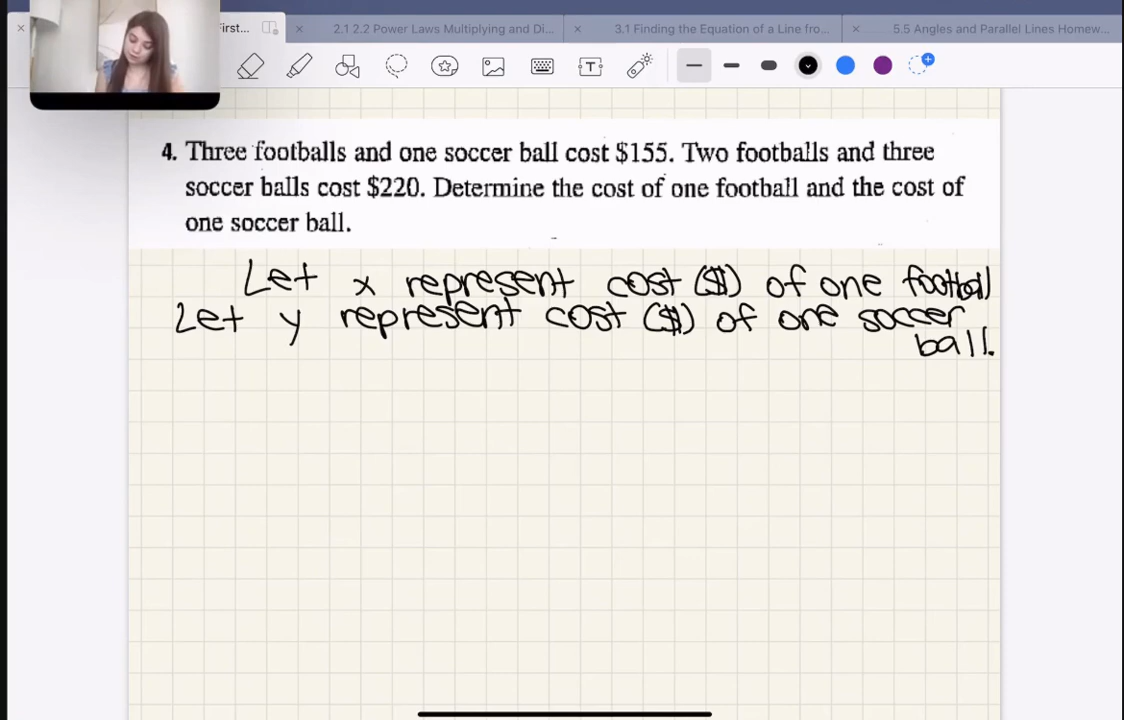 First...
2.1 2.2 Power Laws Multiplying and Di...
3.1 Finding the Equation of a Line fro...
5.5 Angles and Parallel Lines Homew...
T
4. Three footballs and one soccer ball cost $155. Two footballs and three
soccer balls cost $220. Determine the cost of one football and the cost of
one soccer ball.
Let x represent cost ($) of one football
Let y represent cost ($) of one soccer
ball.